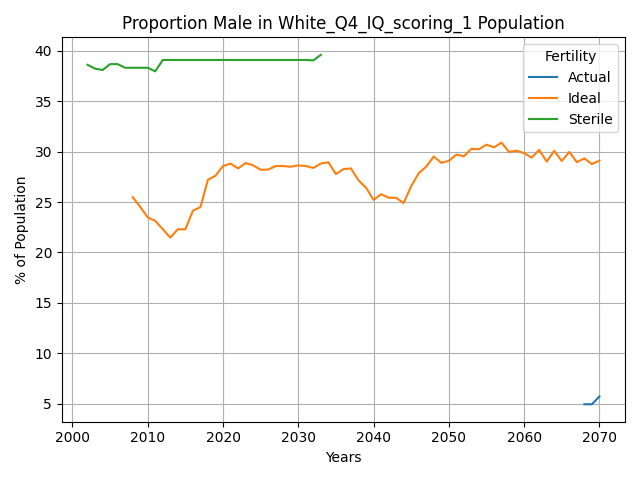 Proportion Male in White_Q4_IQ_scoring_1 Population
% of Population
40
35
30
25
20
15
10
5
Fertility
Actual
Ideal
Sterile
2000 2010 2020 2030 2040 2050 2060 2070
Years